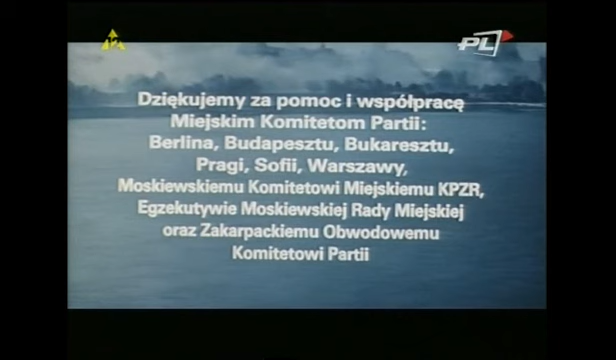 12
PL
Dziękujemy za pomoc i współpracę
Miejskim Komitetom Partii:
Berlina, Budapesztu, Bukaresztu,
Pragi, Sofii, Warszawy,
Moskiewskiemu Komitetowi Miejskiemu KPZR,
Egzekutywie Moskiewskiej Rady Miejskiej
oraz Zakarpackiemu Obwodowemu
Komitetowi Partii